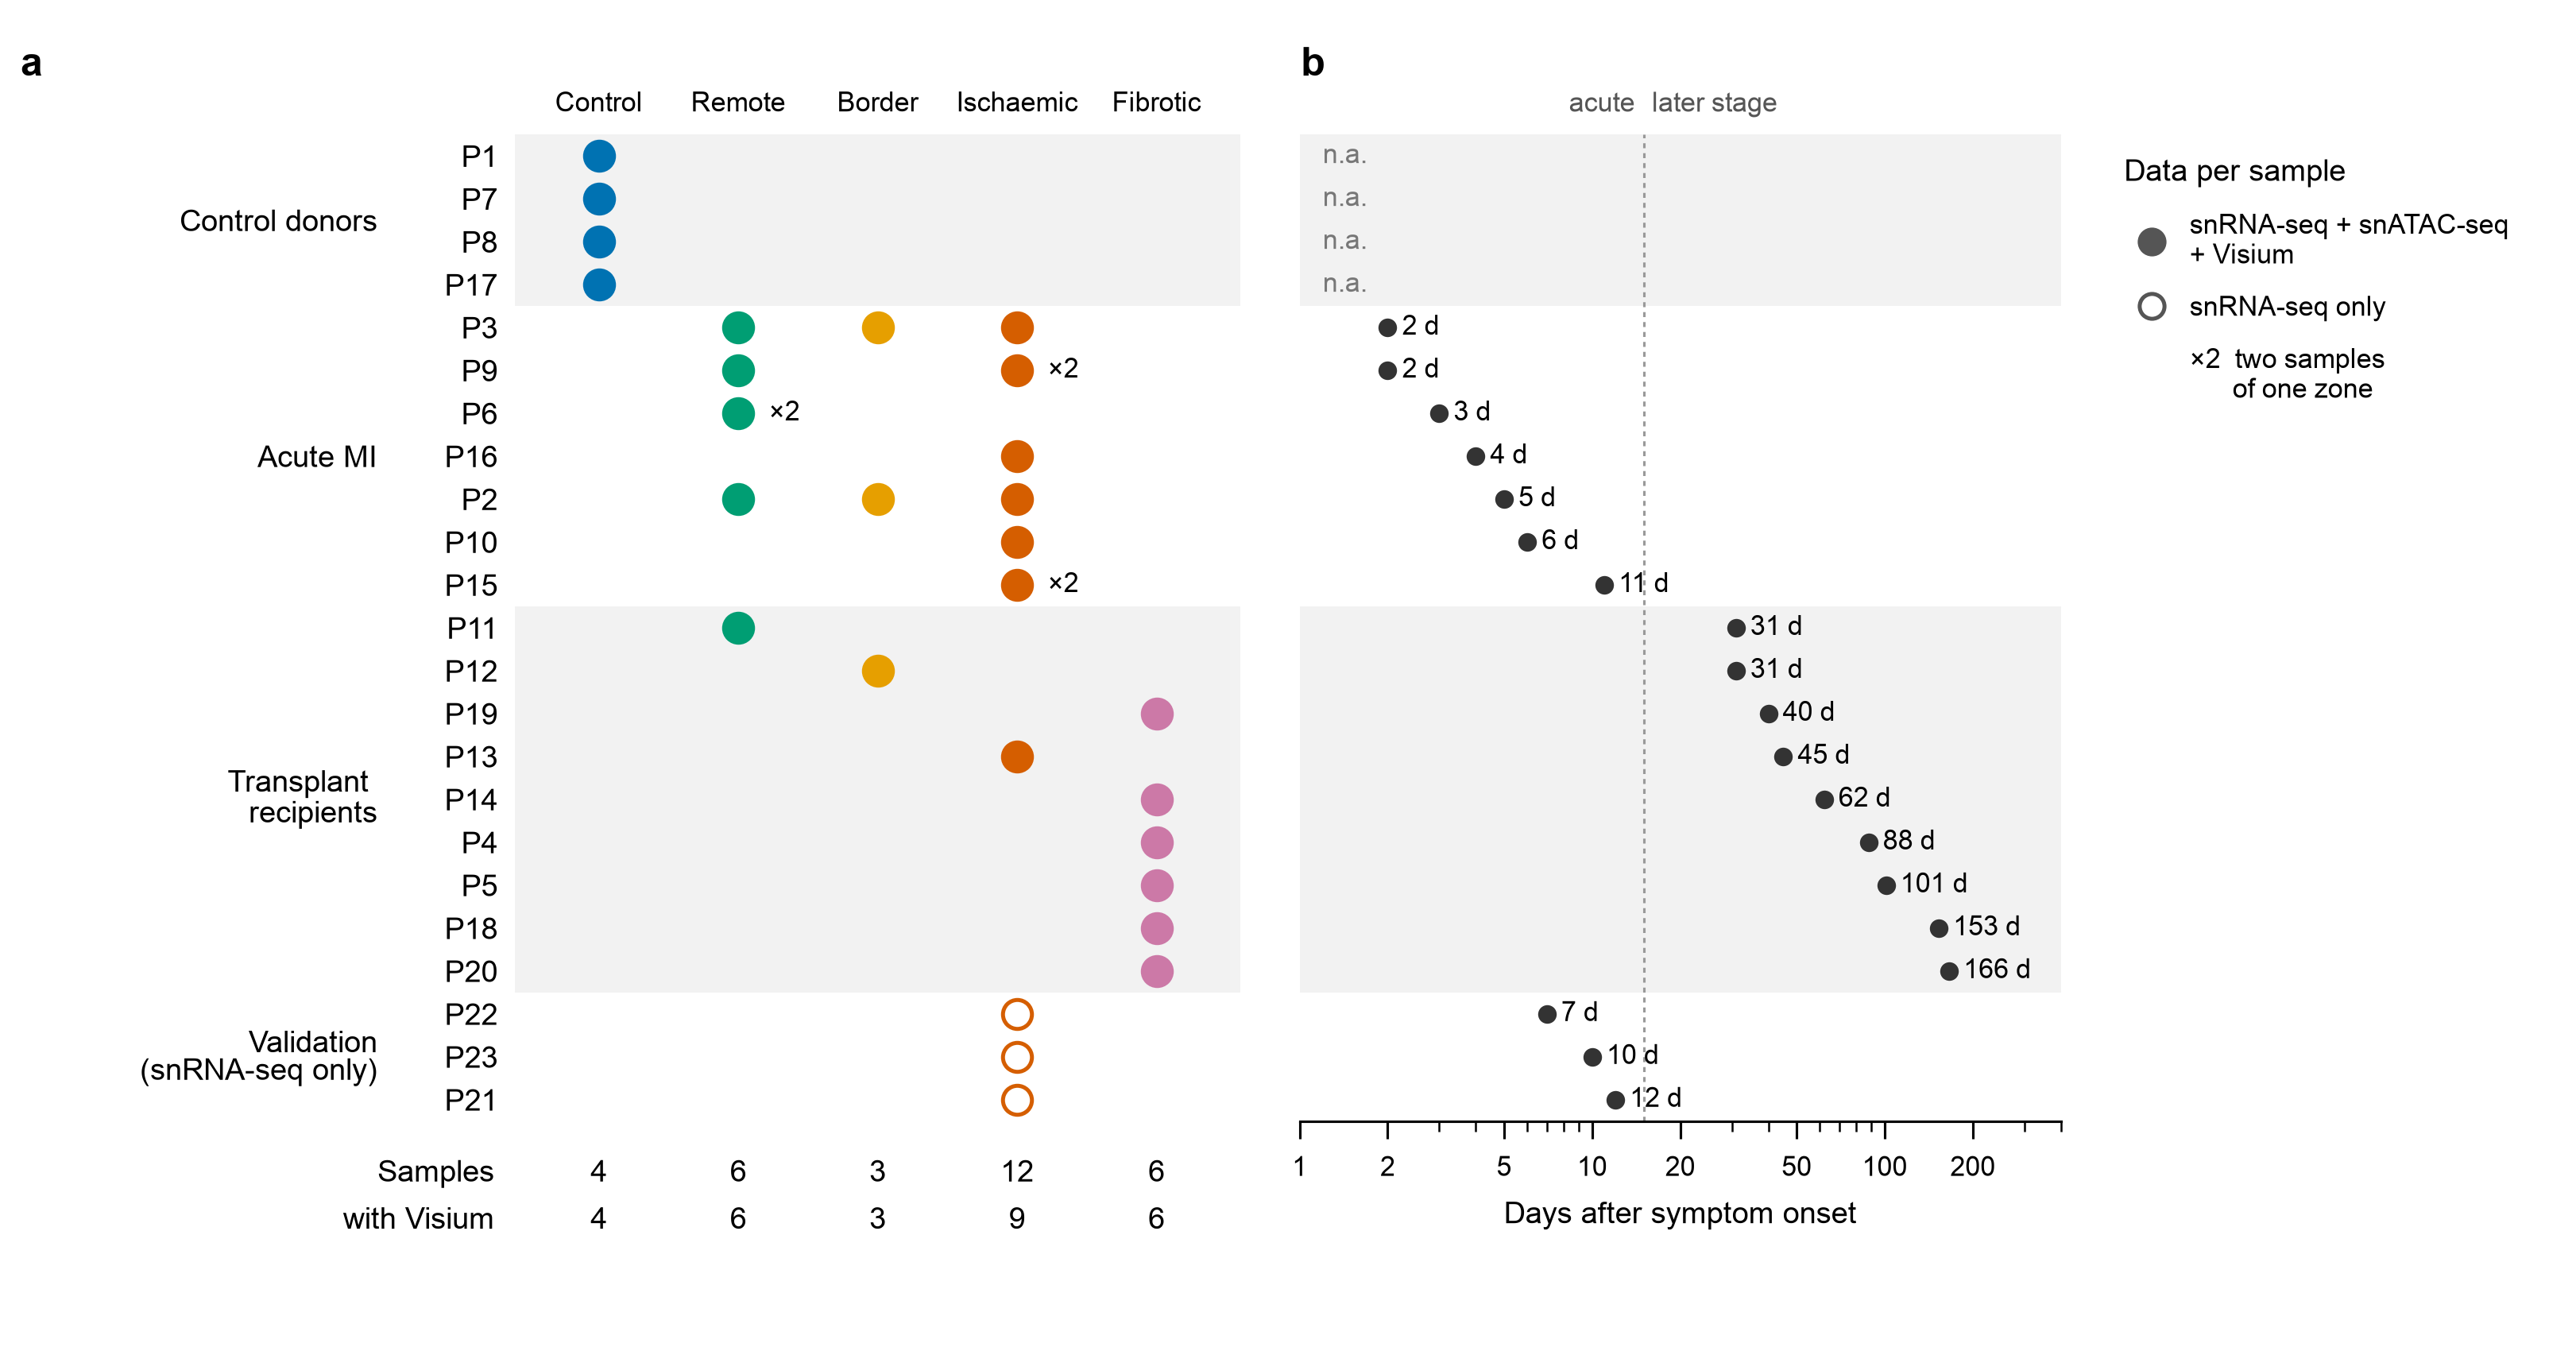 a
b
Control Remote Border Ischaemic Fibrotic
acute later stage
Control donors
P1 n.a.
P7 n.a.
P8 n.a.
P17 n.a.
Acute MI
P3 2 d
P9 ×2 2 d
P6 ×2 3 d
P16 4 d
P2 5 d
P10 6 d
P15 ×2 11 d
Transplant
recipients
P11 31 d
P12 31 d
P19 40 d
P13 45 d
P14 62 d
P4 88 d
P5 101 d
P18 153 d
P20 166 d
Validation
(snRNA-seq only)
P22 7 d
P23 10 d
P21 12 d
Samples 4 6 3 12 6
with Visium 4 6 3 9 6
1 2 5 10 20 50 100 200
Days after symptom onset
Data per sample
snRNA-seq + snATAC-seq
+ Visium
snRNA-seq only
×2 two samples
of one zone